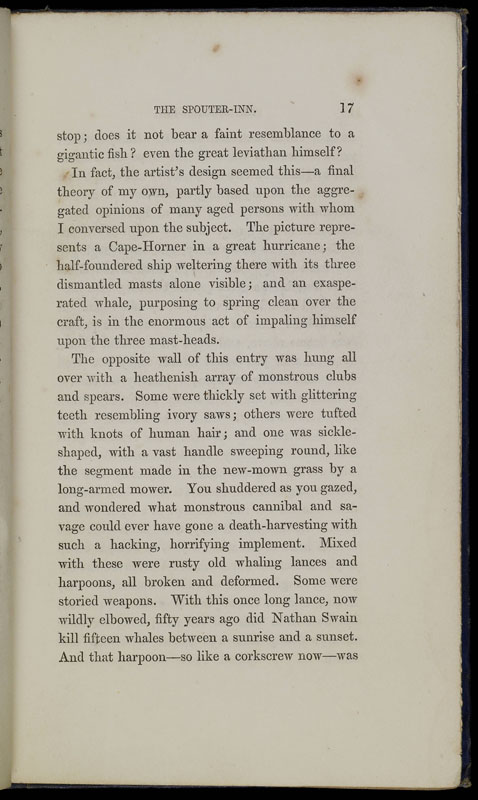 THE SPOUTER-INN. 17
stop; does it not bear a faint resemblance to a
gigantic fish? even the great leviathan himself?
In fact, the artist's design seemed this—a final
theory of my own, partly based upon the aggre-
gated opinions of many aged persons with whom
I conversed upon the subject. The picture repre-
sents a Cape-Horner in a great hurricane; the
half-foundered ship weltering there with its three
dismantled masts alone visible; and an exaspe-
rated whale, purposing to spring clean over the
craft, is in the enormous act of impaling himself
upon the three mast-heads.
The opposite wall of this entry was hung all
over with a heathenish array of monstrous clubs
and spears. Some were thickly set with glittering
teeth resembling ivory saws; others were tufted
with knots of human hair; and one was sickle-
shaped, with a vast handle sweeping round, like
the segment made in the new-mown grass by a
long-armed mower. You shuddered as you gazed,
and wondered what monstrous cannibal and sa-
vage could ever have gone a death-harvesting with
such a hacking, horrifying implement. Mixed
with these were rusty old whaling lances and
harpoons, all broken and deformed. Some were
storied weapons. With this once long lance, now
wildly elbowed, fifty years ago did Nathan Swain
kill fifteen whales between a sunrise and a sunset.
And that harpoon—so like a corkscrew now—was